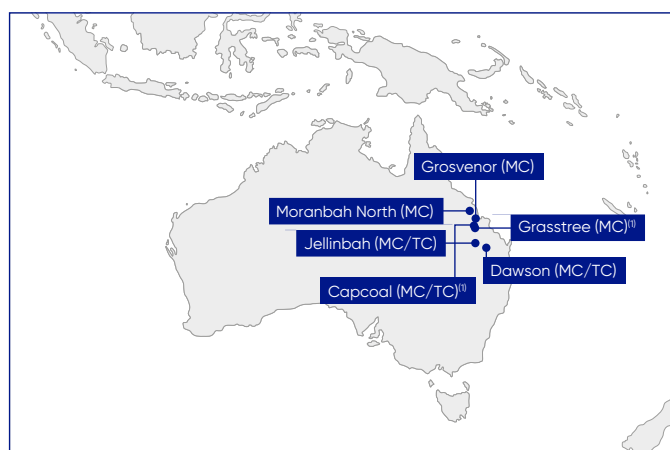 Grosvenor (MC)
Moranbah North (MC)
Grasstree (MC)⁽¹⁾
Jellinbah (MC/TC)
Dawson (MC/TC)
Capcoal (MC/TC)⁽¹⁾